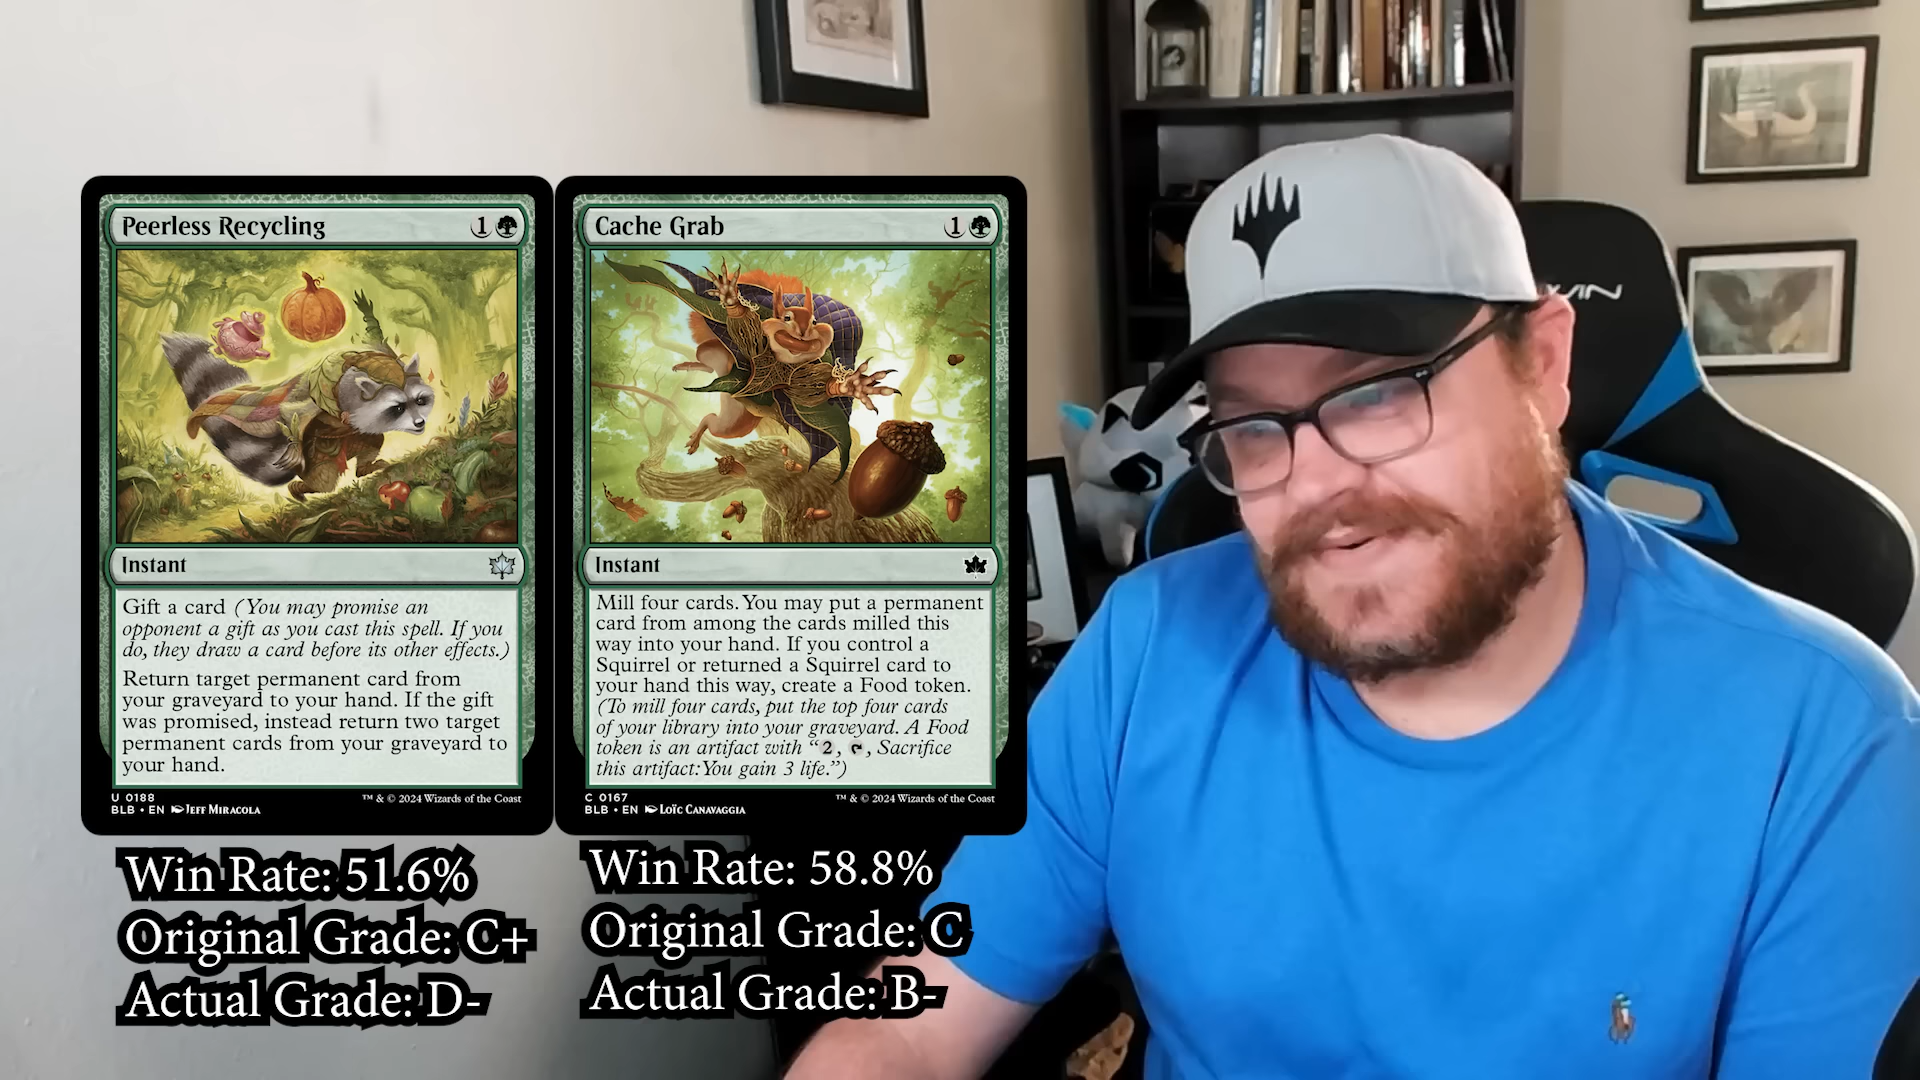 Peerless Recycling 1
Instant
Gift a card (You may promise an
opponent a gift as you cast this spell. If you
do, they draw a card before its other effects.)
Return target permanent card from
your graveyard to your hand. If the gift
was promised, instead return two target
permanent cards from your graveyard to
your hand.
U 0188
BLB • EN Jeff Miracola
™ & © 2024 Wizards of the Coast
Win Rate: 51.6%
Original Grade: C+
Actual Grade: D-
Cache Grab 1
Instant
Mill four cards. You may put a permanent
card from among the cards milled this
way into your hand. If you control a
Squirrel or returned a Squirrel card to
your hand this way, create a Food token.
(To mill four cards, put the top four cards
of your library into your graveyard. A Food
token is an artifact with “2, , Sacrifice
this artifact: You gain 3 life.”)
C 0167
BLB • EN Loïc Canavaggia
™ & © 2024 Wizards of the Coast
Win Rate: 58.8%
Original Grade: C
Actual Grade: B-